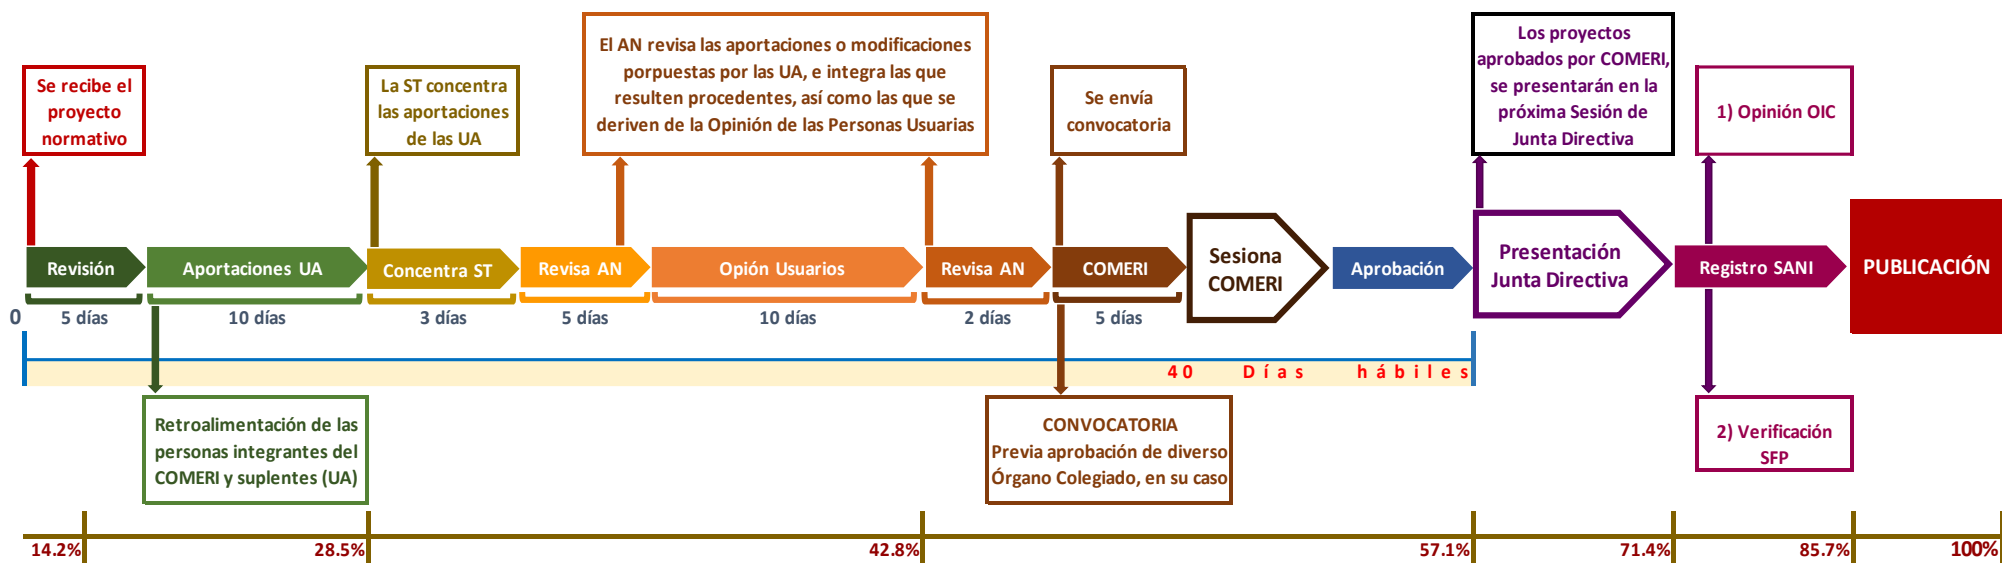 Se recibe el
proyecto
normativo
La ST concentra
las aportaciones
de las UA
El AN revisa las aportaciones o modificaciones
porpuestas por las UA, e integra las que
resulten procedentes, así como las que se
deriven de la Opinión de las Personas Usuarias
Se envía
convocatoria
Los proyectos
aprobados por COMERI,
se presentarán en la
próxima Sesión de
Junta Directiva
1) Opinión OIC
Revisión
Aportaciones UA
Concentra ST
Revisa AN
Opión Usuarios
Revisa AN
COMERI
Sesiona
COMERI
Aprobación
Presentación
Junta Directiva
Registro SANI
PUBLICACIÓN
0
5 días
10 días
3 días
5 días
10 días
2 días
5 días
40 Días hábiles
Retroalimentación de las
personas integrantes del
COMERI y suplentes (UA)
CONVOCATORIA
Previa aprobación de diverso
Órgano Colegiado, en su caso
2) Verificación
SFP
14.2%
28.5%
42.8%
57.1%
71.4%
85.7%
100%